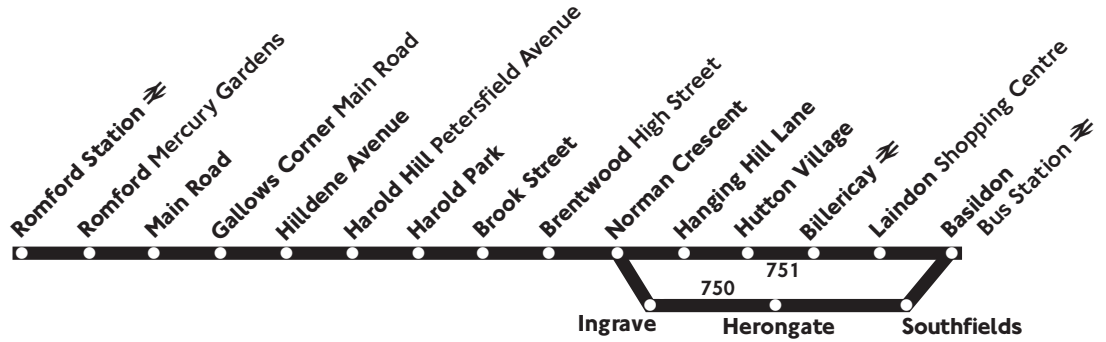 Romford Station
Romford Mercury Gardens
Main Road
Gallows Corner Main Road
Hilldene Avenue
Harold Hill Petersfield Avenue
Harold Park
Brook Street
Brentwood High Street
Norman Crescent
Hanging Hill Lane
Hutton Village
Billericay
Laindon Shopping Centre
Basildon
Bus Station
751
750
Ingrave
Herongate
Southfields